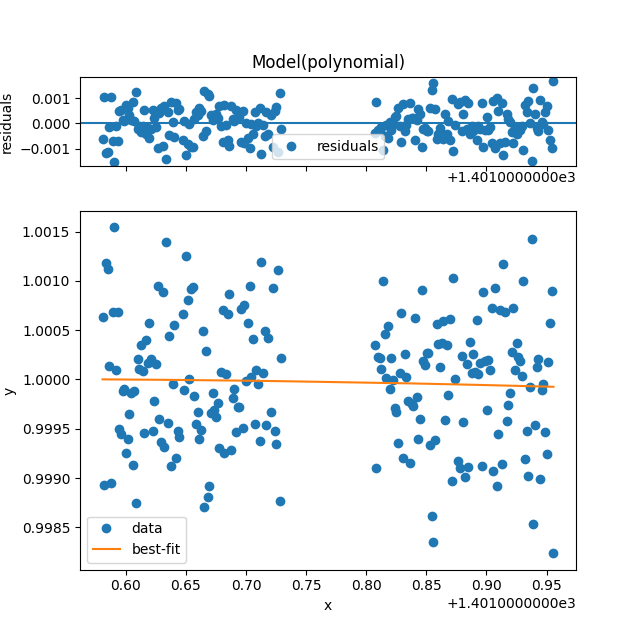 Model(polynomial)
residuals
0.001
0.000
−0.001
residuals
+1.4010000000e3
y
1.0015
1.0010
1.0005
1.0000
0.9995
0.9990
0.9985
data
best-fit
0.60 0.65 0.70 0.75 0.80 0.85 0.90 0.95
x
+1.4010000000e3